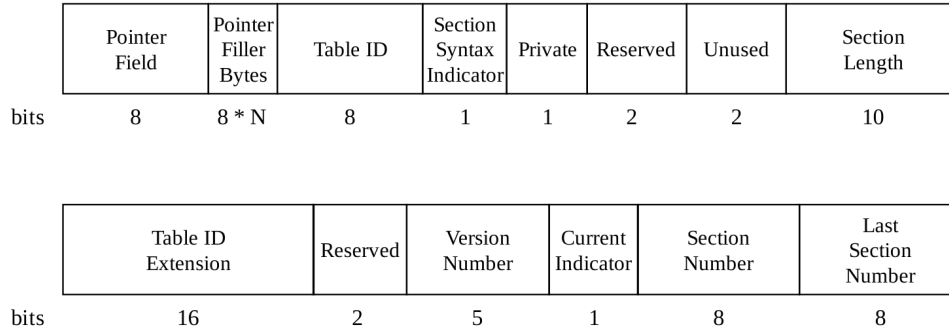 Pointer
Field
Pointer
Filler
Bytes
Table ID
Section
Syntax
Indicator
Private
Reserved
Unused
Section
Length
bits 8 8 * N 8 1 1 2 2 10
Table ID
Extension
Reserved
Version
Number
Current
Indicator
Section
Number
Last
Section
Number
bits 16 2 5 1 8 8